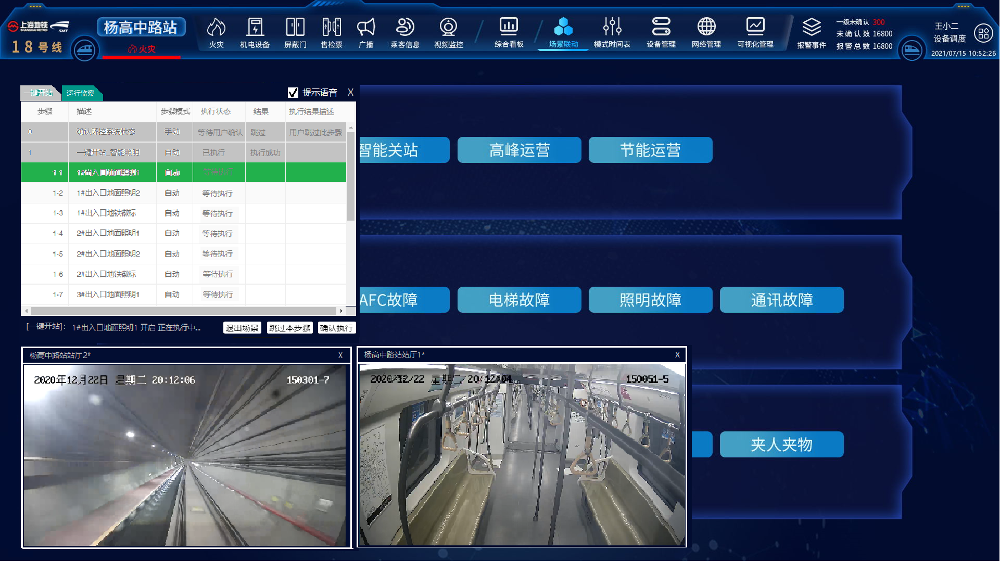 上海地铁
SHANGHAI METRO
SMT
18号线
杨高中路站
火灾
火灾
机电设备
屏蔽门
售检票
广播
乘客信息
视频监控
综合看板
场景联动
模式时间表
设备管理
网络管理
可视化管理
报警事件
一级未确认 300
未确认数 16800
报警总数 16800
王小二
设备调度
2021/07/15 10:52:26
一键开站 运行监察 提示语音 X
步骤 描述 步骤模式 执行状态 结果 执行结果描述
0 确认环控系统状态 手动 等待用户确认 跳过 用户跳过此步骤
1 一键开站_智能照明 自动 已执行 执行成功
1-1 1#出入口地面照明1 自动 等待执行
1-2 1#出入口地面照明2 自动 等待执行
1-3 1#出入口地铁徽标 自动 等待执行
1-4 2#出入口地面照明1 自动 等待执行
1-5 2#出入口地面照明2 自动 等待执行
1-6 2#出入口地铁徽标 自动 等待执行
1-7 3#出入口地面照明1 自动 等待执行
[一键开站]: 1#出入口地面照明1 开启 正在执行中... 退出场景 跳过本步骤 确认执行
智能关站 高峰运营 节能运营
AFC故障 电梯故障 照明故障 通讯故障
夹人夹物
杨高中路站站厅2* X
2020年12月22日 星期二 20:12:06 150301-7
杨高中路站站厅1* X
2020/12/22 星期二 20:12:04 150051-5